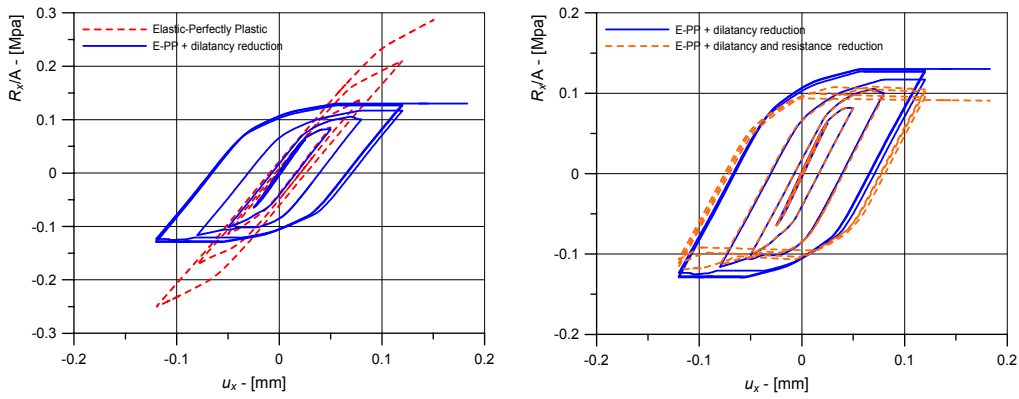 Elastic-Perfectly Plastic
E-PP + dilatancy reduction
Rx/A - [Mpa]
0.3
0.2
0.1
0
-0.1
-0.2
-0.3
-0.2
-0.1
0
0.1
0.2
ux - [mm]
E-PP + dilatancy reduction
E-PP + dilatancy and resistance reduction
Rx/A - [Mpa]
0.2
0.1
0
-0.1
-0.2
-0.2
-0.1
0
0.1
0.2
ux - [mm]